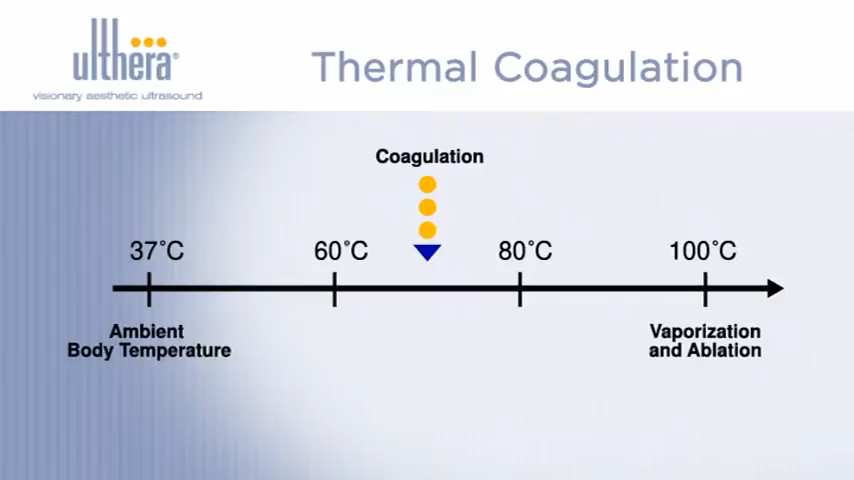 ulthera®
visionary aesthetic ultrasound
Thermal Coagulation
Coagulation
37°C 60°C 80°C 100°C
Ambient
Body Temperature
Vaporization
and Ablation